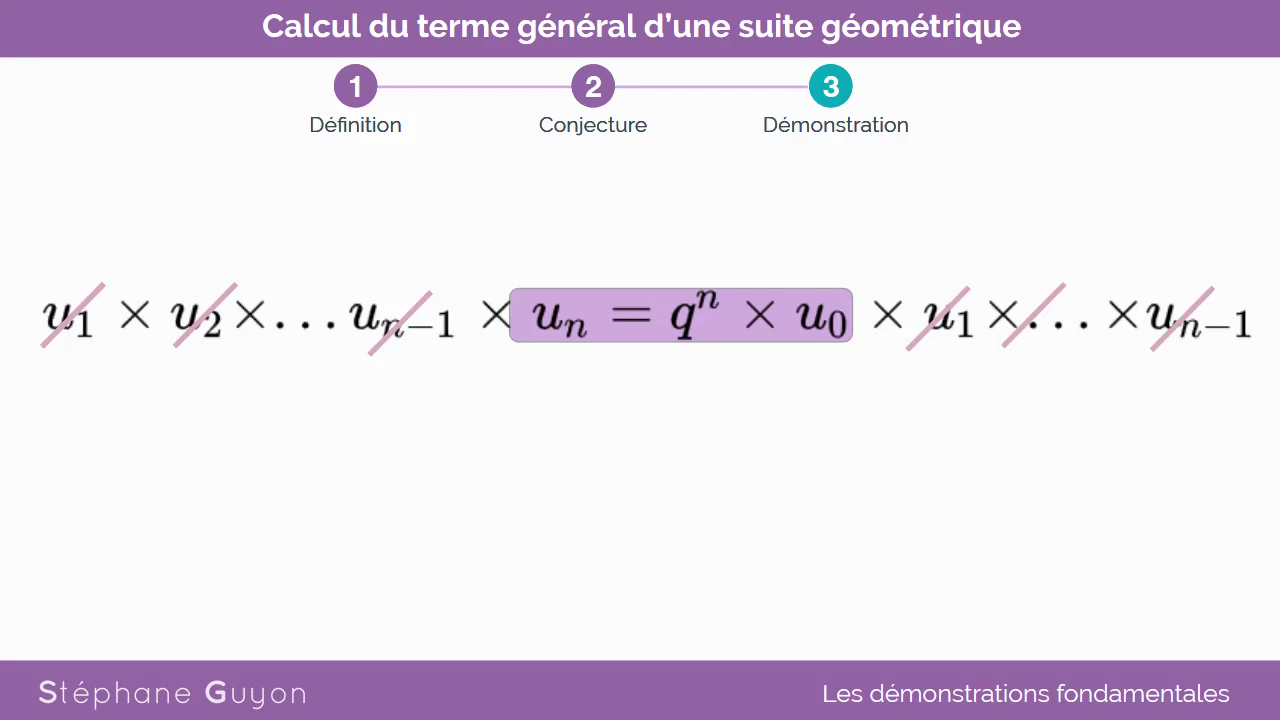 Calcul du terme général d’une suite géométrique
1 2 3
Définition Conjecture Démonstration
u₁ × u₂ × … uₙ₋₁ × uₙ = qⁿ × u₀ × u₁ × … × uₙ₋₁
Stéphane Guyon Les démonstrations fondamentales